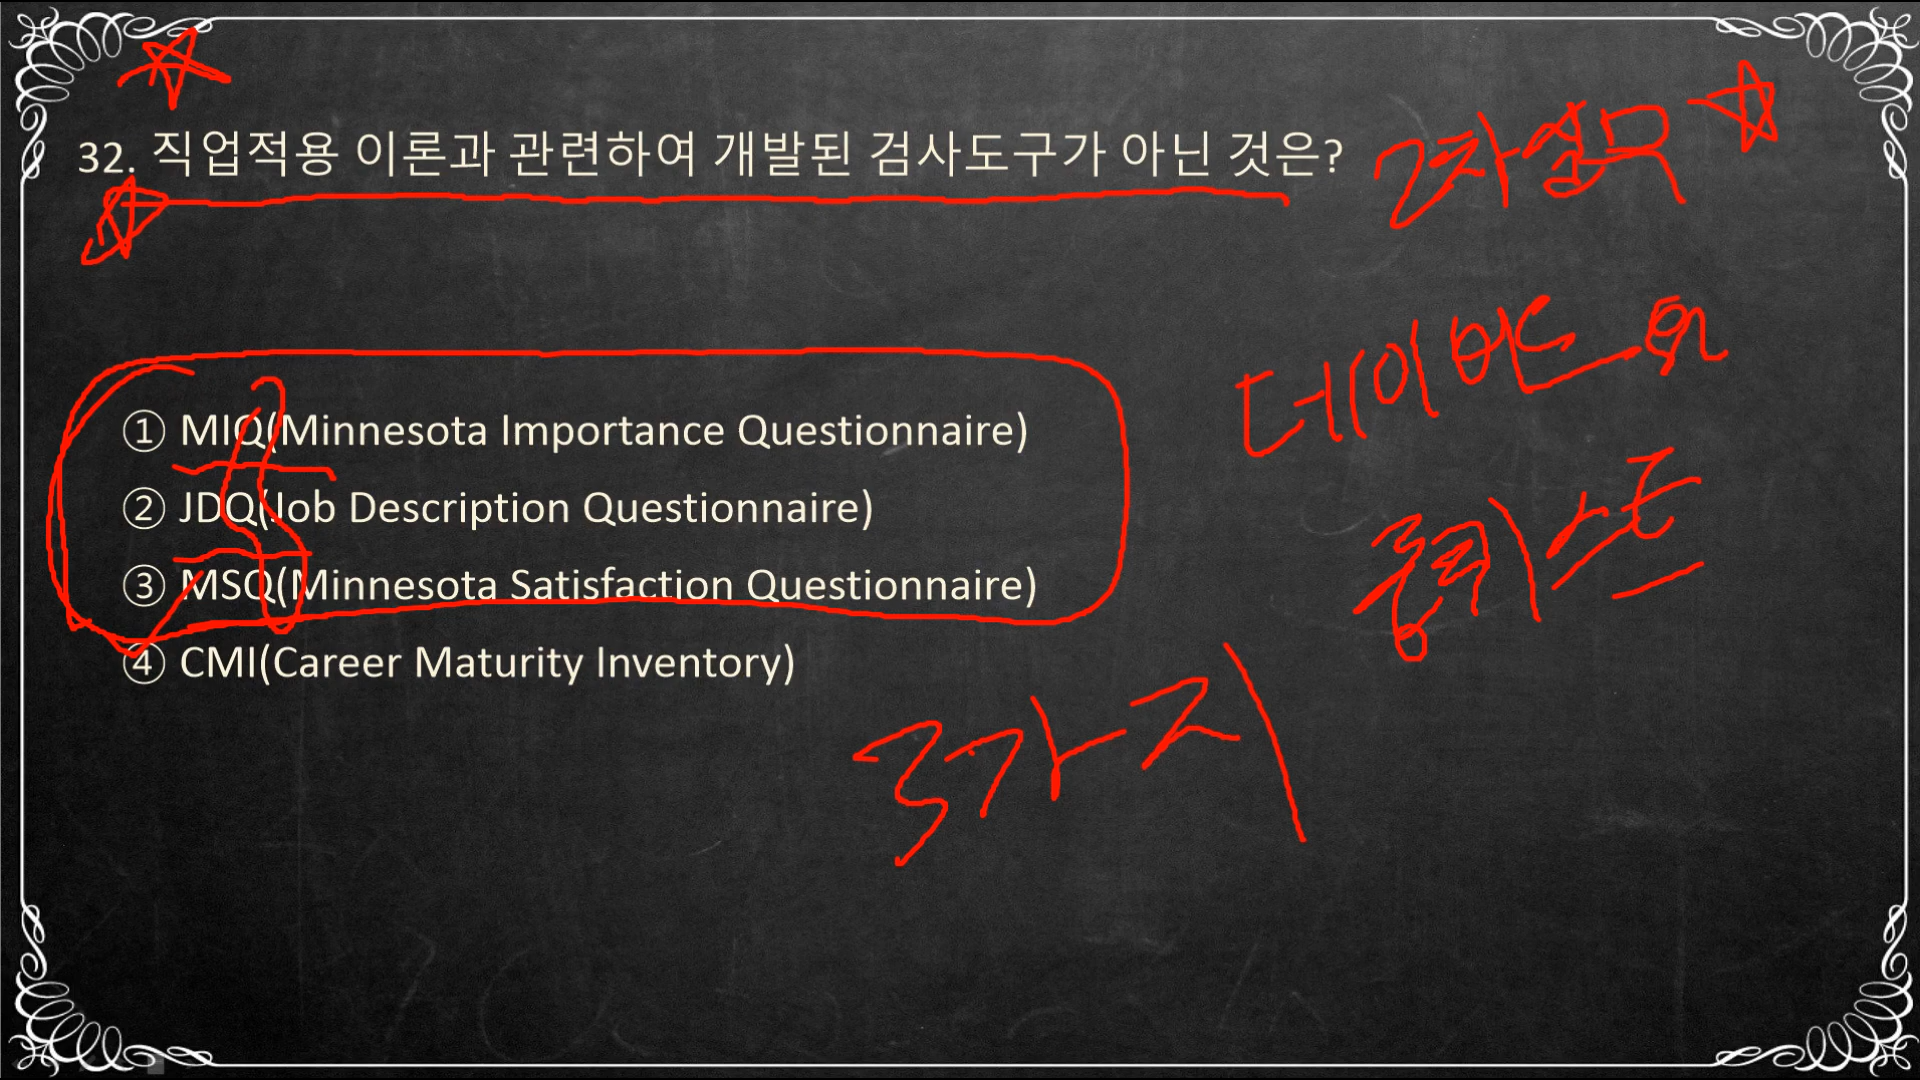 32. 직업적용 이론과 관련하여 개발된 검사도구가 아닌 것은?
2차실모
데이비드와
롭퀴스트
① MIQ(Minnesota Importance Questionnaire)
② JDQ(Job Description Questionnaire)
③ MSQ(Minnesota Satisfaction Questionnaire)
④ CMI(Career Maturity Inventory)
3가지